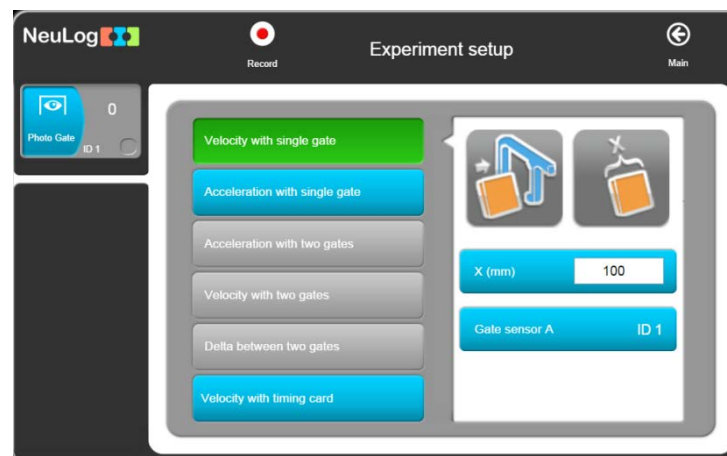 NeuLog
Record
Experiment setup
Main
0
Photo Gate
ID 1
Velocity with single gate
Acceleration with single gate
Acceleration with two gates
Velocity with two gates
Delta between two gates
Velocity with timing card
X
X (mm)
100
Gate sensor A
ID 1